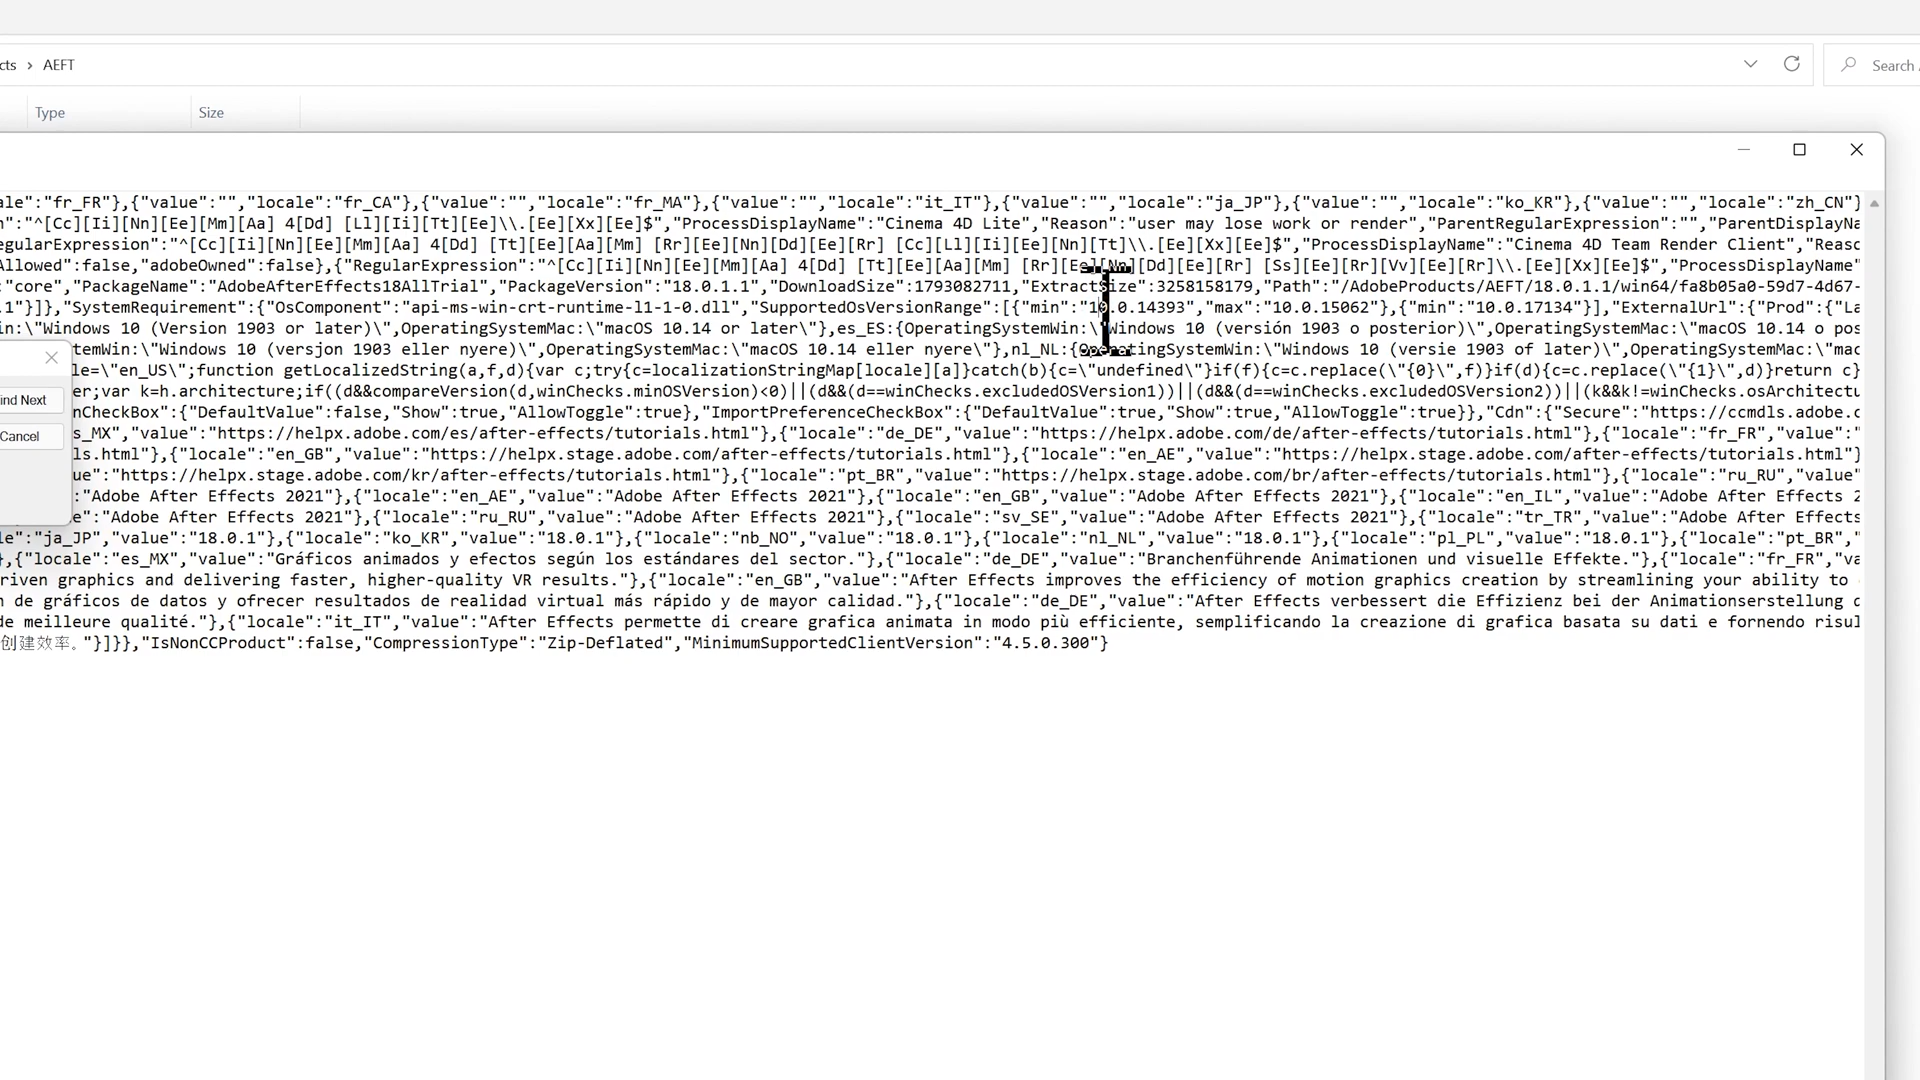 cts › AEFT
Search
Type
Size
ale":"fr_FR"},{"value":"","locale":"fr_CA"},{"value":"","locale":"fr_MA"},{"value":"","locale":"it_IT"},{"value":"","locale":"ja_JP"},{"value":"","locale":"ko_KR"},{"value":"","locale":"zh_CN"}
n":"^[Cc][Ii][Nn][Ee][Mm][Aa] 4[Dd] [Ll][Ii][Tt][Ee]\\.[Ee][Xx][Ee]$","ProcessDisplayName":"Cinema 4D Lite","Reason":"user may lose work or render","ParentRegularExpression":"","ParentDisplayNa
egularExpression":"^[Cc][Ii][Nn][Ee][Mm][Aa] 4[Dd] [Tt][Ee][Aa][Mm] [Rr][Ee][Nn][Dd][Ee][Rr] [Cc][Ll][Ii][Ee][Nn][Tt]\\.[Ee][Xx][Ee]$","ProcessDisplayName":"Cinema 4D Team Render Client","Reasc
Allowed":false,"adobeOwned":false},{"RegularExpression":"^[Cc][Ii][Nn][Ee][Mm][Aa] 4[Dd] [Tt][Ee][Aa][Mm] [Rr][Ee][Nn][Dd][Ee][Rr] [Ss][Ee][Rr][Vv][Ee][Rr]\\.[Ee][Xx][Ee]$","ProcessDisplayName"
"core","PackageName":"AdobeAfterEffects18AllTrial","PackageVersion":"18.0.1.1","DownloadSize":1793082711,"ExtractSize":3258158179,"Path":"/AdobeProducts/AEFT/18.0.1.1/win64/fa8b05a0-59d7-4d67-
.1"}]},"SystemRequirement":{"OsComponent":"api-ms-win-crt-runtime-l1-1-0.dll","SupportedOsVersionRange":[{"min":"10.0.14393","max":"10.0.15062"},{"min":"10.0.17134"}],"ExternalUrl":{"Prod":{"La
in:\"Windows 10 (Version 1903 or later)\",OperatingSystemMac:\"macOS 10.14 or later\"},es_ES:{OperatingSystemWin:\"Windows 10 (versión 1903 o posterior)\",OperatingSystemMac:\"macOS 10.14 o pos
temWin:\"Windows 10 (versjon 1903 eller nyere)\",OperatingSystemMac:\"macOS 10.14 eller nyere\"},nl_NL:{OperatingSystemWin:\"Windows 10 (versie 1903 of later)\",OperatingSystemMac:\"mac
le=\"en_US\";function getLocalizedString(a,f,d){var c;try{c=localizationStringMap[locale][a]}catch(b){c=\"undefined\"}if(f){c=c.replace(\"{0}\",f)}if(d){c=c.replace(\"{1}\",d)}return c}
ind Next
er;var k=h.architecture;if((d&&compareVersion(d,winChecks.minOSVersion)<0)||(d&&(d==winChecks.excludedOSVersion1))||(d&&(d==winChecks.excludedOSVersion2))||(k&&k!=winChecks.osArchitectu
nCheckBox":{"DefaultValue":false,"Show":true,"AllowToggle":true},"ImportPreferenceCheckBox":{"DefaultValue":true,"Show":true,"AllowToggle":true}},"Cdn":{"Secure":"https://ccmdls.adobe.c
Cancel
s_MX","value":"https://helpx.adobe.com/es/after-effects/tutorials.html"},{"locale":"de_DE","value":"https://helpx.adobe.com/de/after-effects/tutorials.html"},{"locale":"fr_FR","value":"
ls.html"},{"locale":"en_GB","value":"https://helpx.stage.adobe.com/after-effects/tutorials.html"},{"locale":"en_AE","value":"https://helpx.stage.adobe.com/after-effects/tutorials.html"}
ue":"https://helpx.stage.adobe.com/kr/after-effects/tutorials.html"},{"locale":"pt_BR","value":"https://helpx.stage.adobe.com/br/after-effects/tutorials.html"},{"locale":"ru_RU","value"
:"Adobe After Effects 2021"},{"locale":"en_AE","value":"Adobe After Effects 2021"},{"locale":"en_GB","value":"Adobe After Effects 2021"},{"locale":"en_IL","value":"Adobe After Effects 2
:"Adobe After Effects 2021"},{"locale":"ru_RU","value":"Adobe After Effects 2021"},{"locale":"sv_SE","value":"Adobe After Effects 2021"},{"locale":"tr_TR","value":"Adobe After Effects
le":"ja_JP","value":"18.0.1"},{"locale":"ko_KR","value":"18.0.1"},{"locale":"nb_NO","value":"18.0.1"},{"locale":"nl_NL","value":"18.0.1"},{"locale":"pl_PL","value":"18.0.1"},{"locale":"pt_BR","
},{"locale":"es_MX","value":"Gráficos animados y efectos según los estándares del sector."},{"locale":"de_DE","value":"Branchenführende Animationen und visuelle Effekte."},{"locale":"fr_FR","va
riven graphics and delivering faster, higher-quality VR results."},{"locale":"en_GB","value":"After Effects improves the efficiency of motion graphics creation by streamlining your ability to
n de gráficos de datos y ofrecer resultados de realidad virtual más rápido y de mayor calidad."},{"locale":"de_DE","value":"After Effects verbessert die Effizienz bei der Animationserstellung d
de meilleure qualité."},{"locale":"it_IT","value":"After Effects permette di creare grafica animata in modo più efficiente, semplificando la creazione di grafica basata su dati e fornendo risul
创建效率。"}]}},"IsNonCCProduct":false,"CompressionType":"Zip-Deflated","MinimumSupportedClientVersion":"4.5.0.300"}